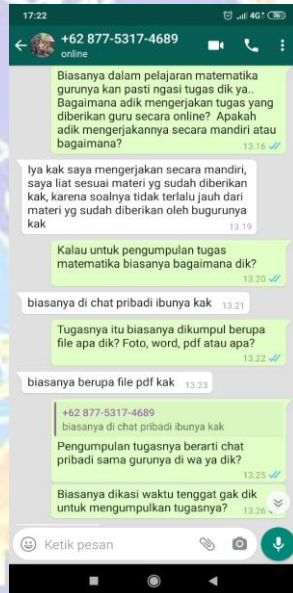 17:22
4G
+62 877-5317-4689
online
Biasanya dalam pelajaran matematika
gurunya kan pasti ngasi tugas dik ya..
Bagaimana adik mengerjakan tugas yang
diberikan guru secara online? Apakah
adik mengerjakannya secara mandiri atau
bagaimana?
13.16
Iya kak saya mengerjakan secara mandiri,
saya liat sesuai materi yg sudah diberikan
kak, karena soalnya tidak terlalu jauh dari
materi yg sudah diberikan oleh bugurunya
kak
13.19
Kalau untuk pengumpulan tugas
matematika biasanya bagaimana dik?
13.20
biasanya di chat pribadi ibunya kak 13.21
Tugasnya itu biasanya dikumpul berupa
file apa dik? Foto, word, pdf atau apa?
13.22
biasanya berupa file pdf kak 13.23
+62 877-5317-4689
biasanya di chat pribadi ibunya kak
Pengumpulan tugasnya berarti chat
pribadi sama gurunya di wa ya dik?
13.25
Biasanya dikasi waktu tenggat gak dik
untuk mengumpulkan tugasnya? 13.26
Ketik pesan